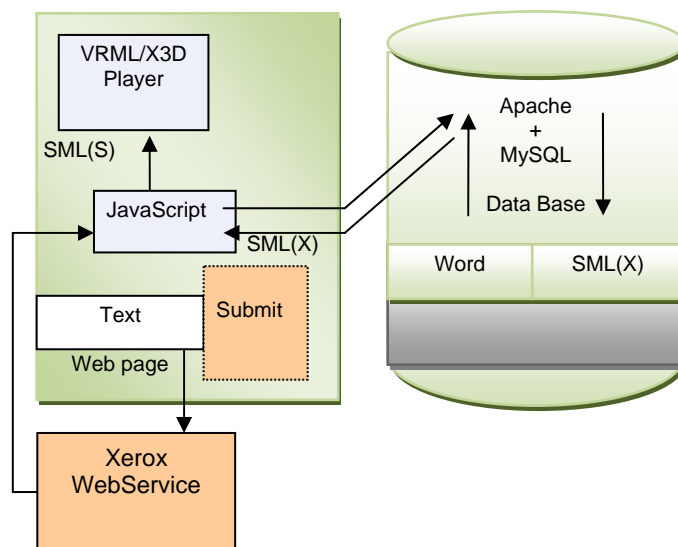 VRML/X3D
Player
SML(S)
JavaScript
SML(X)
Text
Submit
Web page
Xerox
WebService
Apache
+
MySQL
Data Base
Word
SML(X)